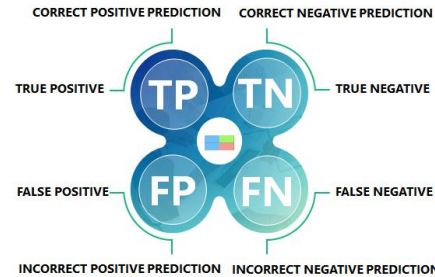 CORRECT POSITIVE PREDICTION
CORRECT NEGATIVE PREDICTION
TP
TN
TRUE POSITIVE
TRUE NEGATIVE
FP
FN
FALSE POSITIVE
FALSE NEGATIVE
INCORRECT POSITIVE PREDICTION
INCORRECT NEGATIVE PREDICTION